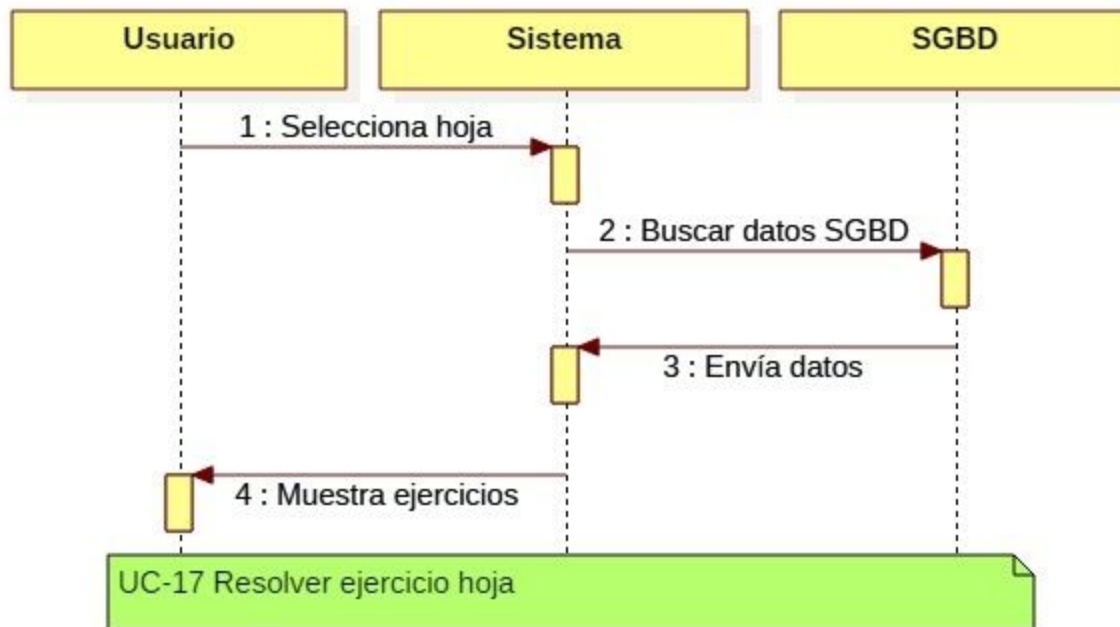 Usuario
Sistema
SGBD
1 : Selecciona hoja
2 : Buscar datos SGBD
3 : Envía datos
4 : Muestra ejercicios
UC-17 Resolver ejercicio hoja